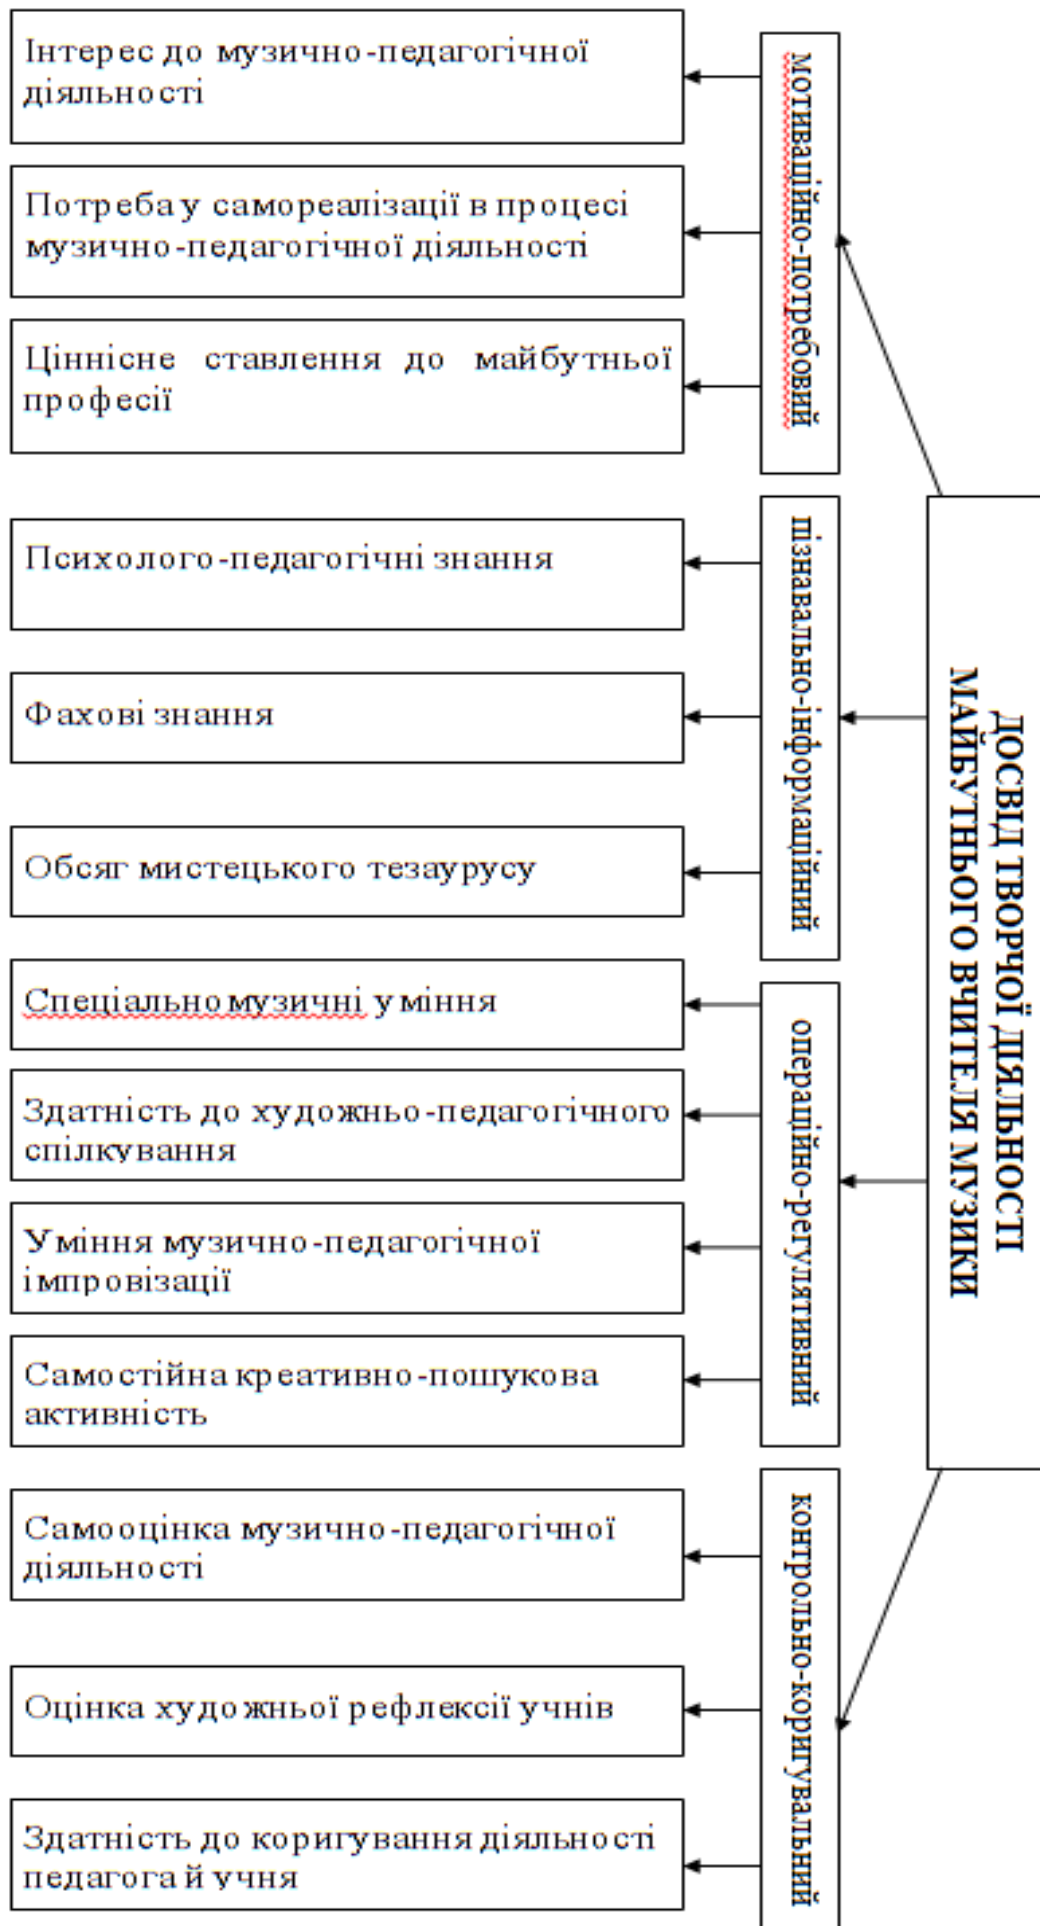 ДОСВІД ТВОРЧОЇ ДІЯЛЬНОСТІ
МАЙБУТНЬОГО ВЧИТЕЛЯ МУЗИКИ
мотиваційно-потребовий
Інтерес до музично-педагогічної
діяльності
Потреба у самореалізації в процесі
музично-педагогічної діяльності
Ціннісне ставлення до майбутньої
професії
пізнавально-інформаційний
Психолого-педагогічні знання
Фахові знання
Обсяг мистецького тезаурусу
операційно-регулятивний
Спеціальномузичні уміння
Здатність до художньо-педагогічного
спілкування
Уміння музично-педагогічної
імпровізації
Самостійна креативно-пошукова
активність
контрольно-коригувальний
Самооцінка музично-педагогічної
діяльності
Оцінка художньої рефлексії учнів
Здатність до коригування діяльності
педагога й учня